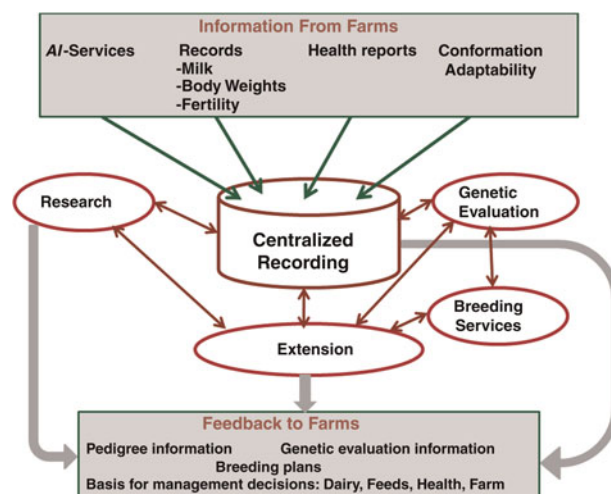 Information From Farms
AI-Services Records Health reports Conformation
-Milk Adaptability
-Body Weights
-Fertility
Research
Genetic
Evaluation
Centralized
Recording
Breeding
Services
Extension
Feedback to Farms
Pedigree information Genetic evaluation information
Breeding plans
Basis for management decisions: Dairy, Feeds, Health, Farm